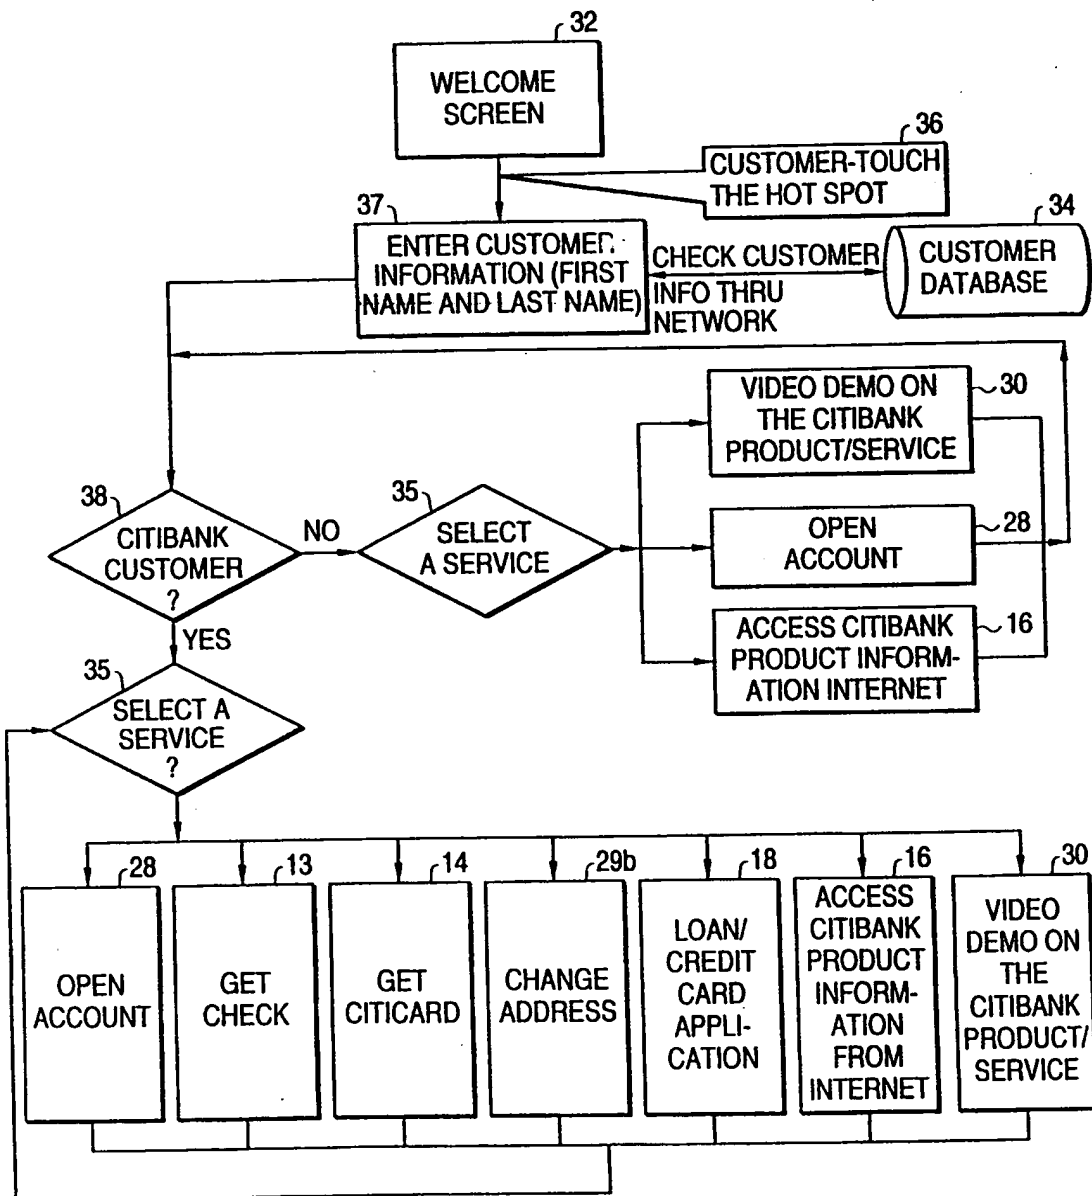 32
WELCOME
SCREEN
36
CUSTOMER-TOUCH
THE HOT SPOT
37
ENTER CUSTOMER
INFORMATION (FIRST
NAME AND LAST NAME)
CHECK CUSTOMER
INFO THRU
NETWORK
34
CUSTOMER
DATABASE
VIDEO DEMO ON
THE CITIBANK
PRODUCT/SERVICE
30
38
CITIBANK
CUSTOMER
?
NO
35
SELECT
A SERVICE
OPEN
ACCOUNT
28
ACCESS CITIBANK
PRODUCT INFORM-
ATION INTERNET
16
YES
35
SELECT A
SERVICE
?
28
OPEN
ACCOUNT
13
GET
CHECK
14
GET
CITICARD
29b
CHANGE
ADDRESS
18
LOAN/
CREDIT
CARD
APPLI-
CATION
16
ACCESS
CITIBANK
PRODUCT
INFORM-
ATION
FROM
INTERNET
30
VIDEO
DEMO ON
THE
CITIBANK
PRODUCT/
SERVICE